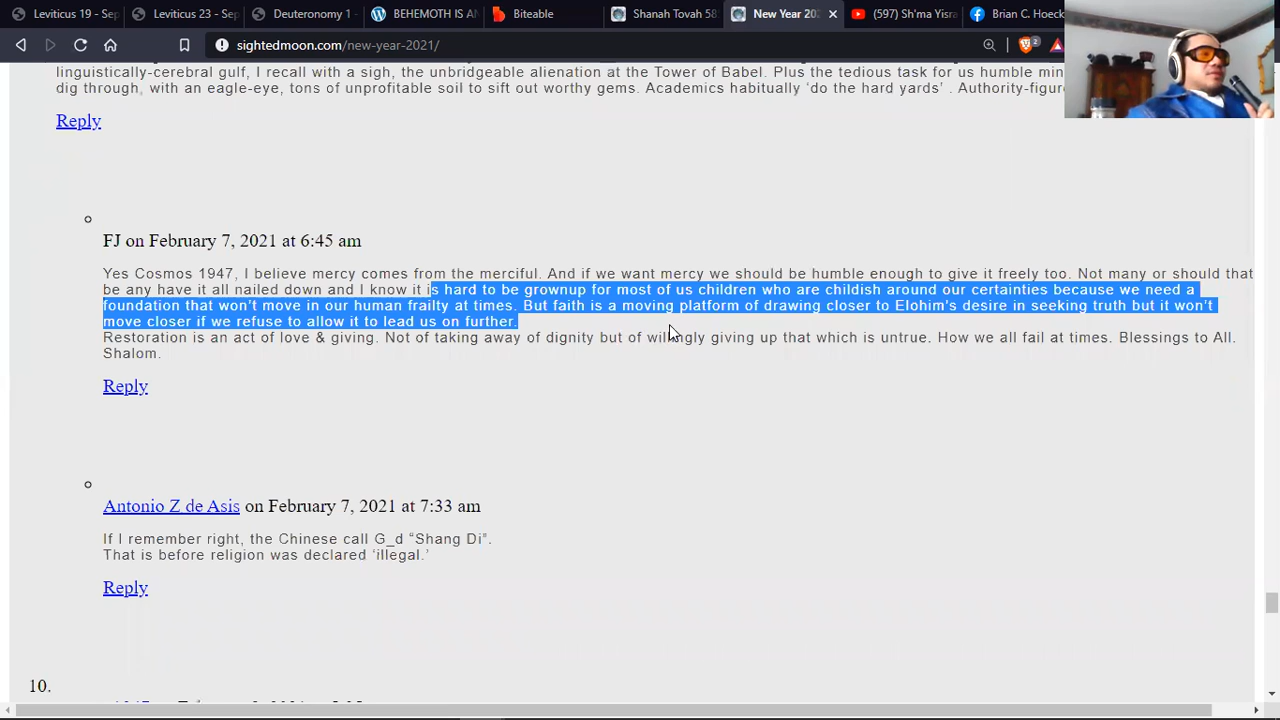 Leviticus 19 - Sep
Leviticus 23 - Sep
Deuteronomy 1 -
BEHEMOTH IS AN
Biteable
Shanah Tovah 58
New Year 202
(597) Sh'ma Yisra
Brian C. Hoeck
sightedmoon.com/new-year-2021/
2
linguistically-cerebral gulf, I recall with a sigh, the unbridgeable alienation at the Tower of Babel. Plus the tedious task for us humble min
dig through, with an eagle-eye, tons of unprofitable soil to sift out worthy gems. Academics habitually ‘do the hard yards’ . Authority-figure
Reply
FJ on February 7, 2021 at 6:45 am
Yes Cosmos 1947, I believe mercy comes from the merciful. And if we want mercy we should be humble enough to give it freely too. Not many or should that
be any have it all nailed down and I know it is hard to be grownup for most of us children who are childish around our certainties because we need a
foundation that won’t move in our human frailty at times. But faith is a moving platform of drawing closer to Elohim’s desire in seeking truth but it won’t
move closer if we refuse to allow it to lead us on further.
Restoration is an act of love & giving. Not of taking away of dignity but of willingly giving up that which is untrue. How we all fail at times. Blessings to All.
Shalom.
Reply
Antonio Z de Asis on February 7, 2021 at 7:33 am
If I remember right, the Chinese call G_d “Shang Di”.
That is before religion was declared ‘illegal.’
Reply
10.